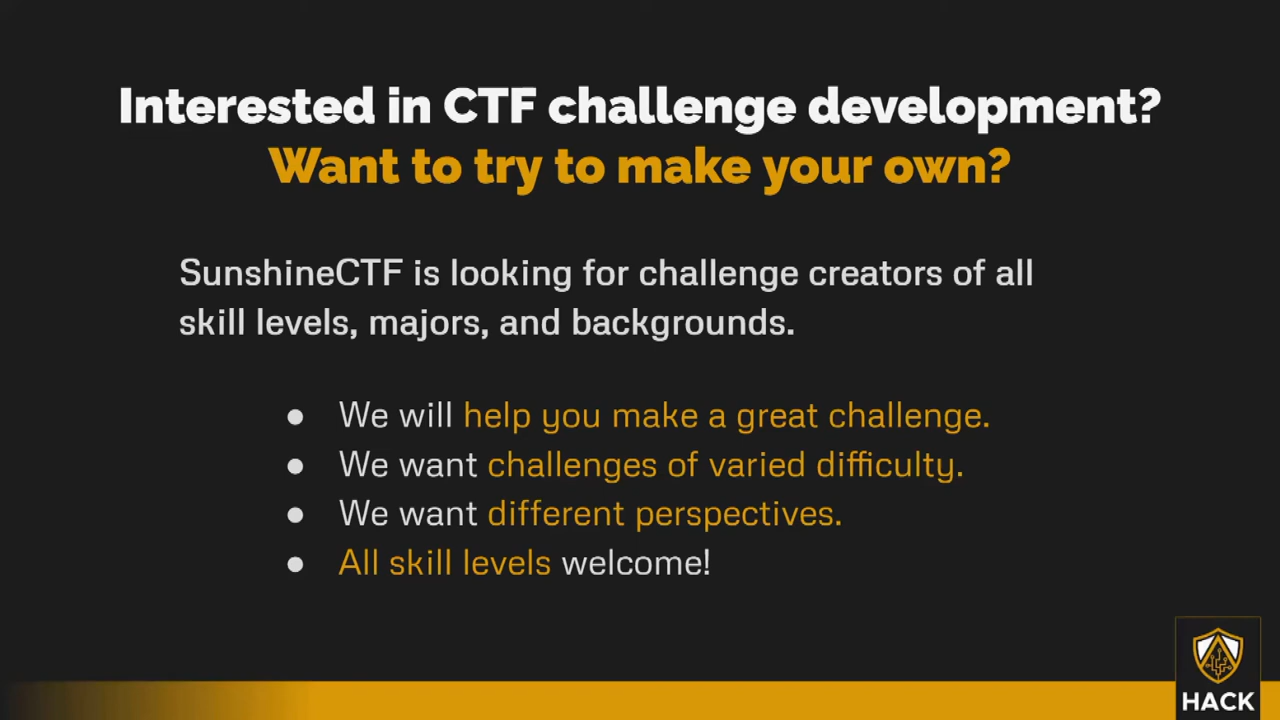 Interested in CTF challenge development?
Want to try to make your own?
SunshineCTF is looking for challenge creators of all
skill levels, majors, and backgrounds.
● We will help you make a great challenge.
● We want challenges of varied difficulty.
● We want different perspectives.
● All skill levels welcome!
HACK